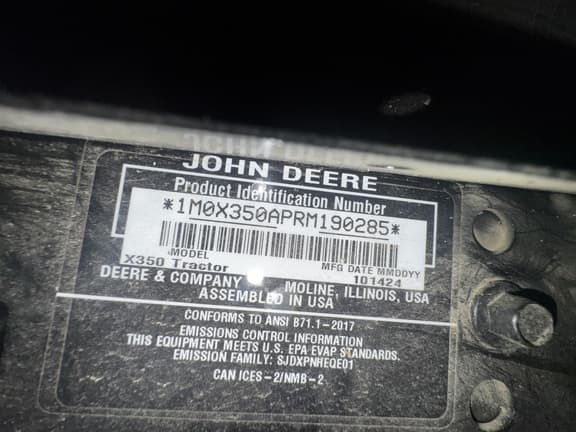 JOHN DEERE
Product Identification Number
*1M0X350APRM190285*
MODEL
X350 Tractor
MFG DATE MMDDYY
101424
DEERE & COMPANY MOLINE, ILLINOIS, USA
ASSEMBLED IN USA
CONFORMS TO ANSI B71.1-2017
EMISSIONS CONTROL INFORMATION
THIS EQUIPMENT MEETS U.S. EPA EVAP STANDARDS.
EMISSION FAMILY: SJDXPNHEQE01
CAN ICES-2/NMB-2